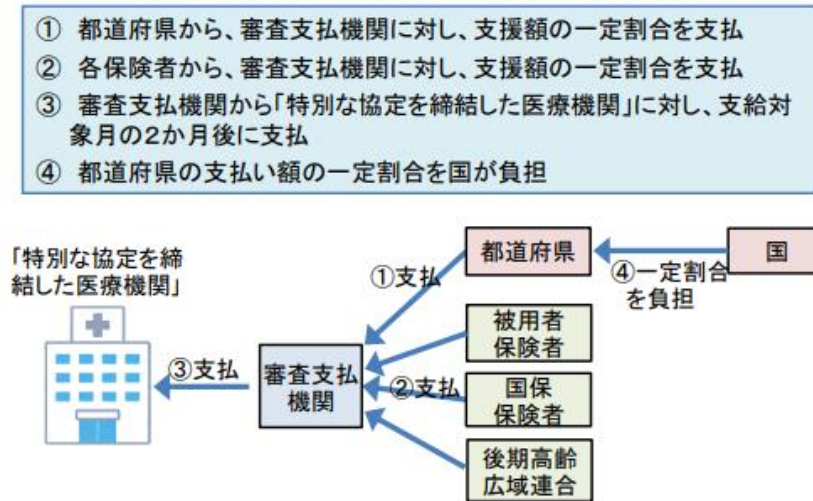 ① 都道府県から、審査支払機関に対し、支援額の一定割合を支払
② 各保険者から、審査支払機関に対し、支援額の一定割合を支払
③ 審査支払機関から「特別な協定を締結した医療機関」に対し、支給対
象月の2か月後に支払
④ 都道府県の支払い額の一定割合を国が負担
「特別な協定を締
結した医療機関」
③支払
審査支払
機関
①支払
②支払
都道府県
④一定割合
を負担
国
被用者
保険者
国保
保険者
後期高齢
広域連合